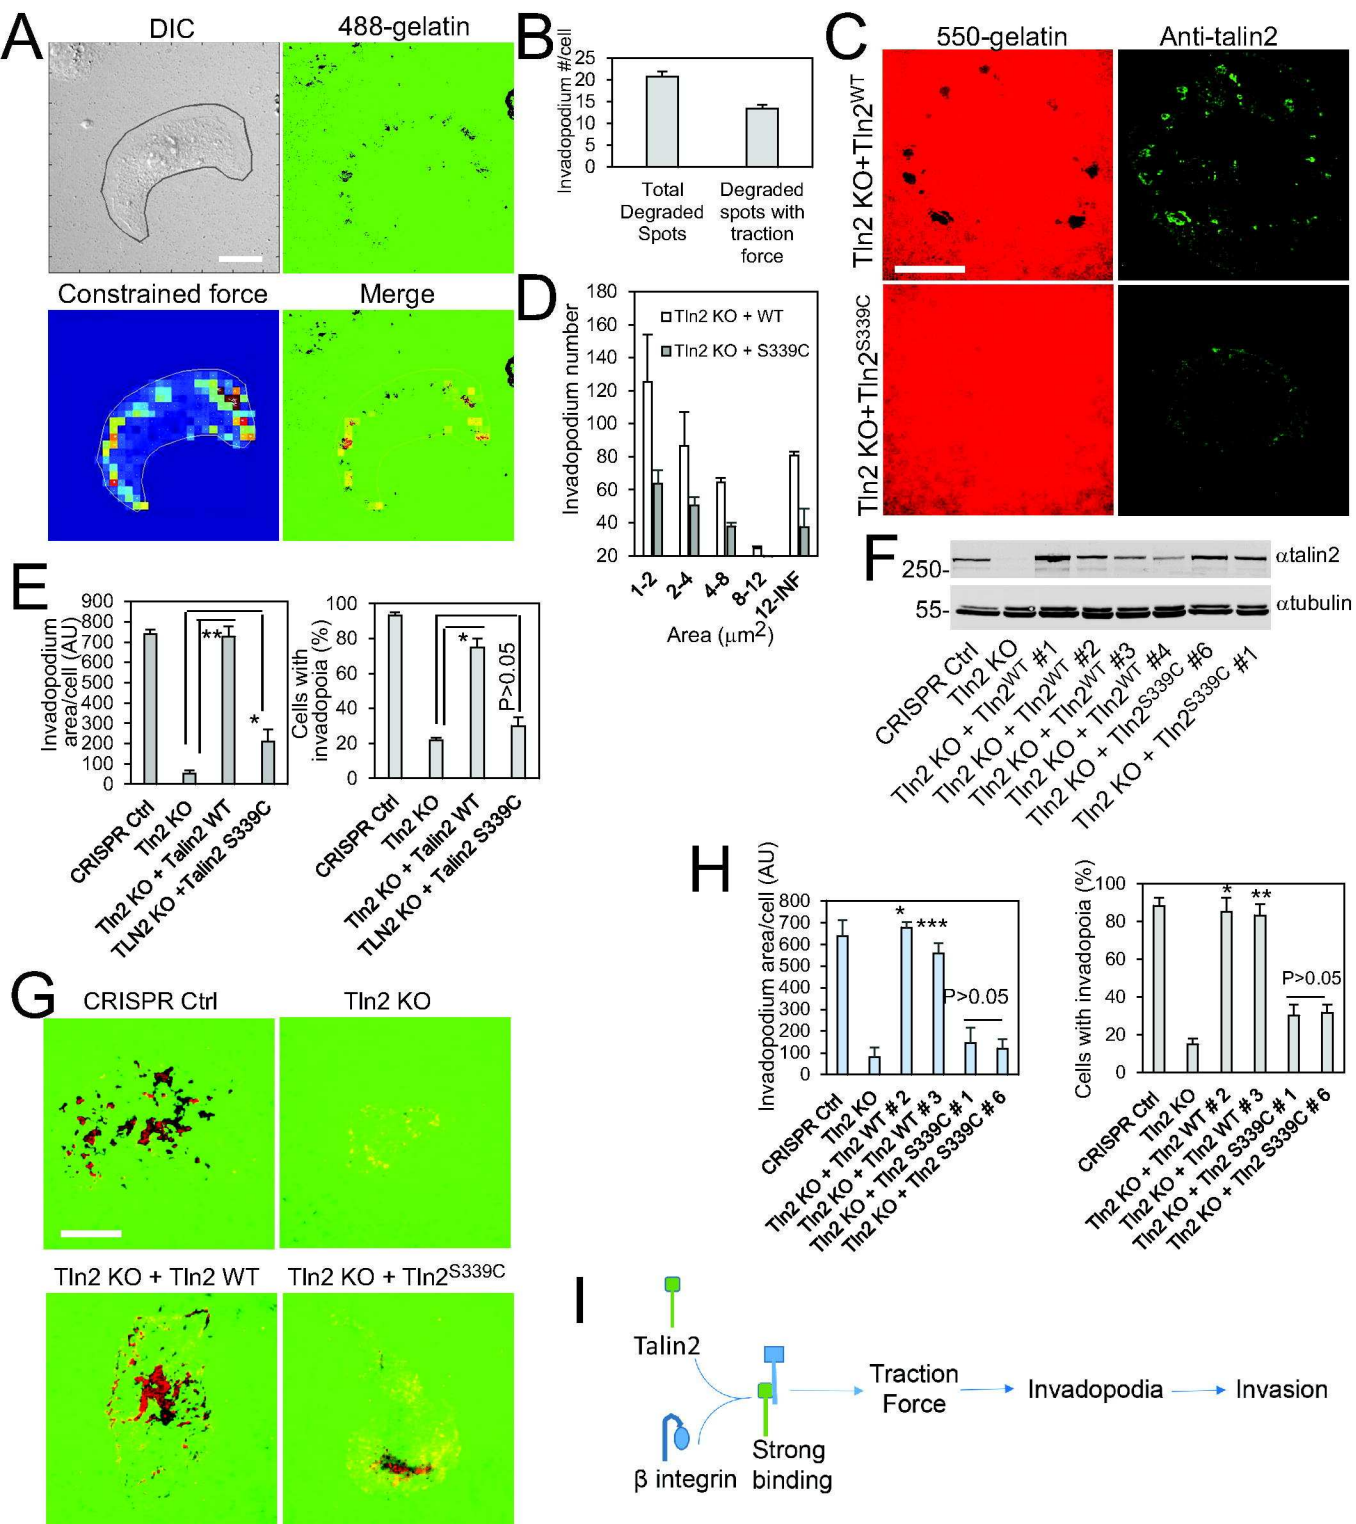 A
DIC
488-gelatin
Constrained force
Merge
B
Invadopodium #/cell
25
20
15
10
5
0
Total
Degraded
Spots
Degraded
spots with
traction
force
C
550-gelatin
Anti-talin2
Tln2 KO+Tln2WT
Tln2 KO+Tln2S339C
D
Invadopodium number
180
160
140
120
100
80
60
40
20
Tln2 KO + WT
Tln2 KO + S339C
1-2
2-4
4-8
8-12
12-INF
Area (μm2)
E
Invadopodium
area/cell (AU)
900
800
700
600
500
400
300
200
100
0
**
*
CRISPR Ctrl
Tln2 KO
Tln2 KO + Talin2 WT
TLN2 KO +Talin2 S339C
Cells with
invadopoia (%)
100
80
60
40
20
0
*
P>0.05
CRISPR Ctrl
Tln2 KO
Tln2 KO + Talin2 WT
TLN2 KO + Talin2 S339C
F
250-
55-
αtalin2
αtubulin
CRISPR Ctrl
Tln2 KO
Tln2 KO + Tln2WT #1
Tln2 KO + Tln2WT #2
Tln2 KO + Tln2WT #3
Tln2 KO + Tln2WT #4
Tln2 KO + Tln2S339C #6
Tln2 KO + Tln2S339C #1
G
CRISPR Ctrl
Tln2 KO
Tln2 KO + Tln2 WT
Tln2 KO + Tln2S339C
H
Invadopodium area/cell (AU)
800
700
600
500
400
300
200
100
0
*
***
P>0.05
CRISPR Ctrl
Tln2 KO
Tln2 KO + Tln2 WT # 2
Tln2 KO + Tln2 WT # 3
Tln2 KO + Tln2 S339C # 1
Tln2 KO + Tln2 S339C # 6
Cells with invadopoia (%)
100
80
60
40
20
0
*
**
P>0.05
CRISPR Ctrl
Tln2 KO
Tln2 KO + Tln2 WT # 2
Tln2 KO + Tln2 WT # 3
Tln2 KO + Tln2 S339C # 1
Tln2 KO + Tln2 S339C # 6
I
Talin2
β integrin
Strong
binding
Traction
Force
Invadopodia
Invasion